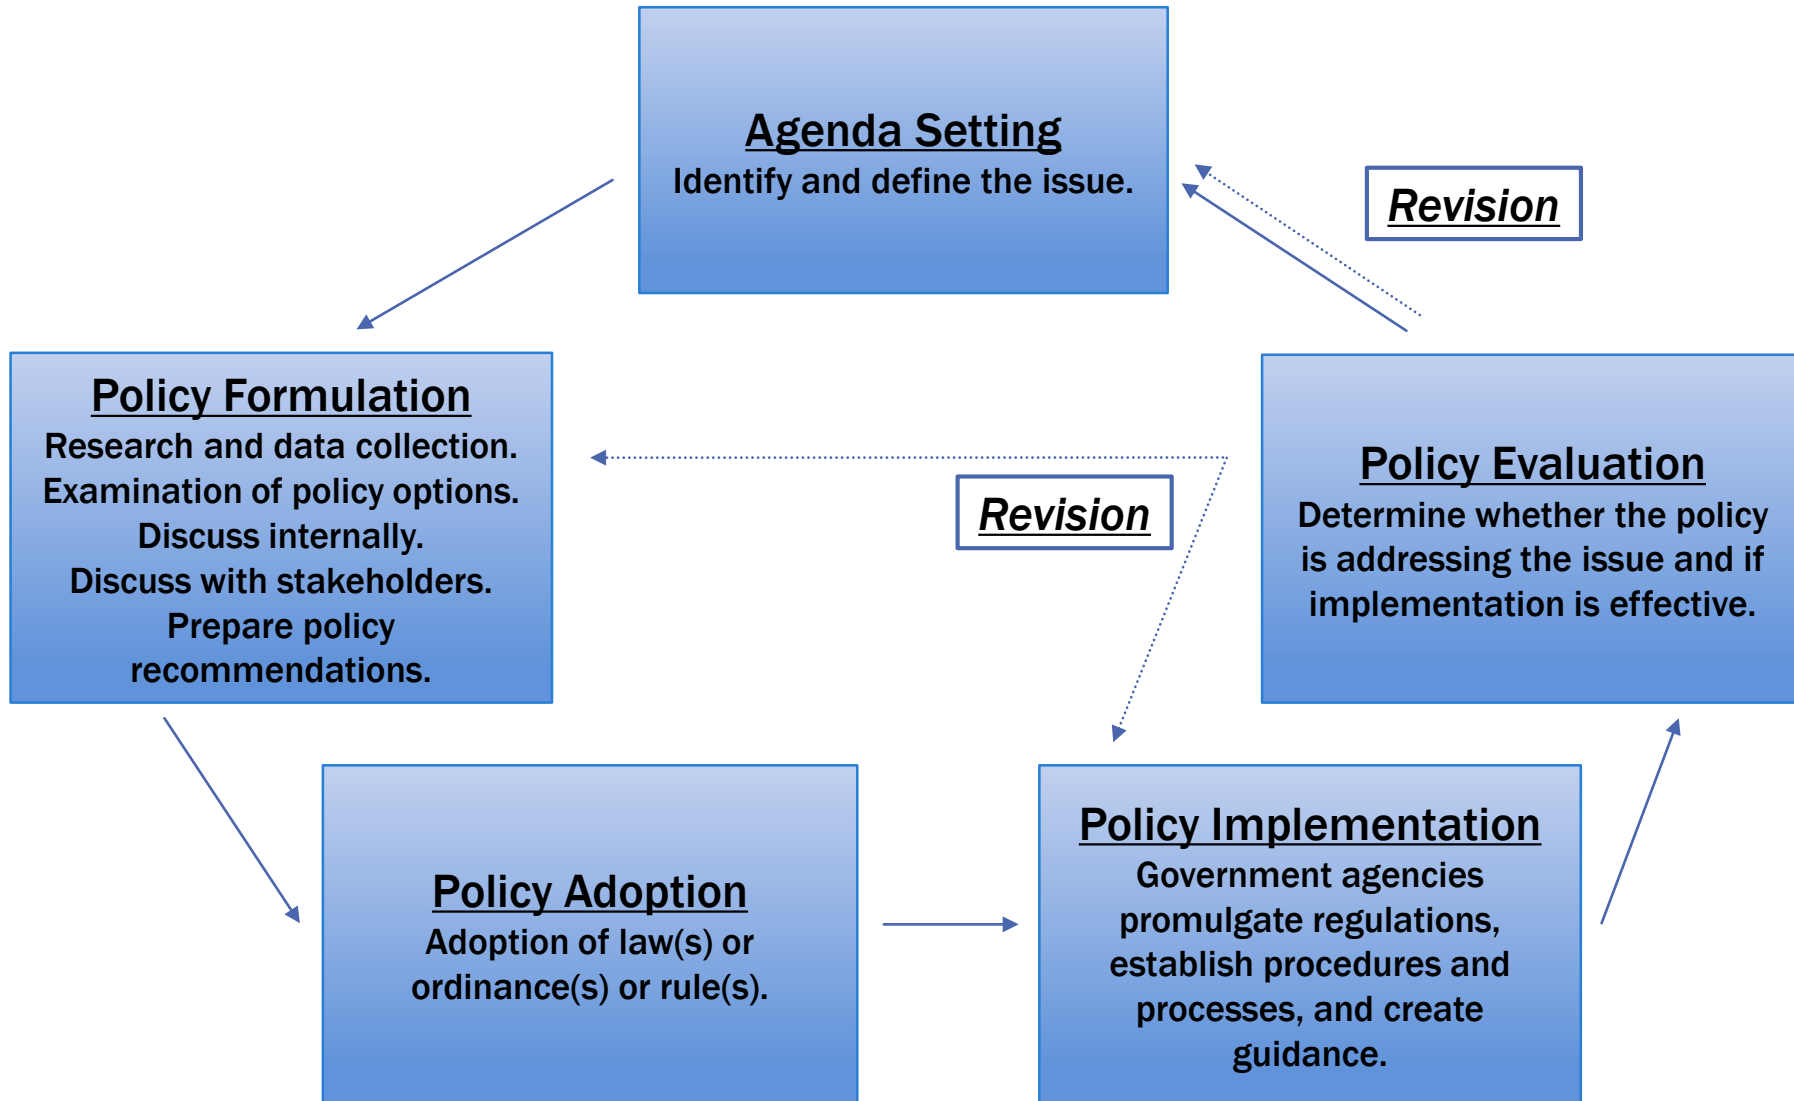 Agenda Setting
Identify and define the issue.
Revision
Policy Formulation
Research and data collection.
Examination of policy options.
Discuss internally.
Discuss with stakeholders.
Prepare policy
recommendations.
Revision
Policy Evaluation
Determine whether the policy
is addressing the issue and if
implementation is effective.
Policy Adoption
Adoption of law(s) or
ordinance(s) or rule(s).
Policy Implementation
Government agencies
promulgate regulations,
establish procedures and
processes, and create
guidance.